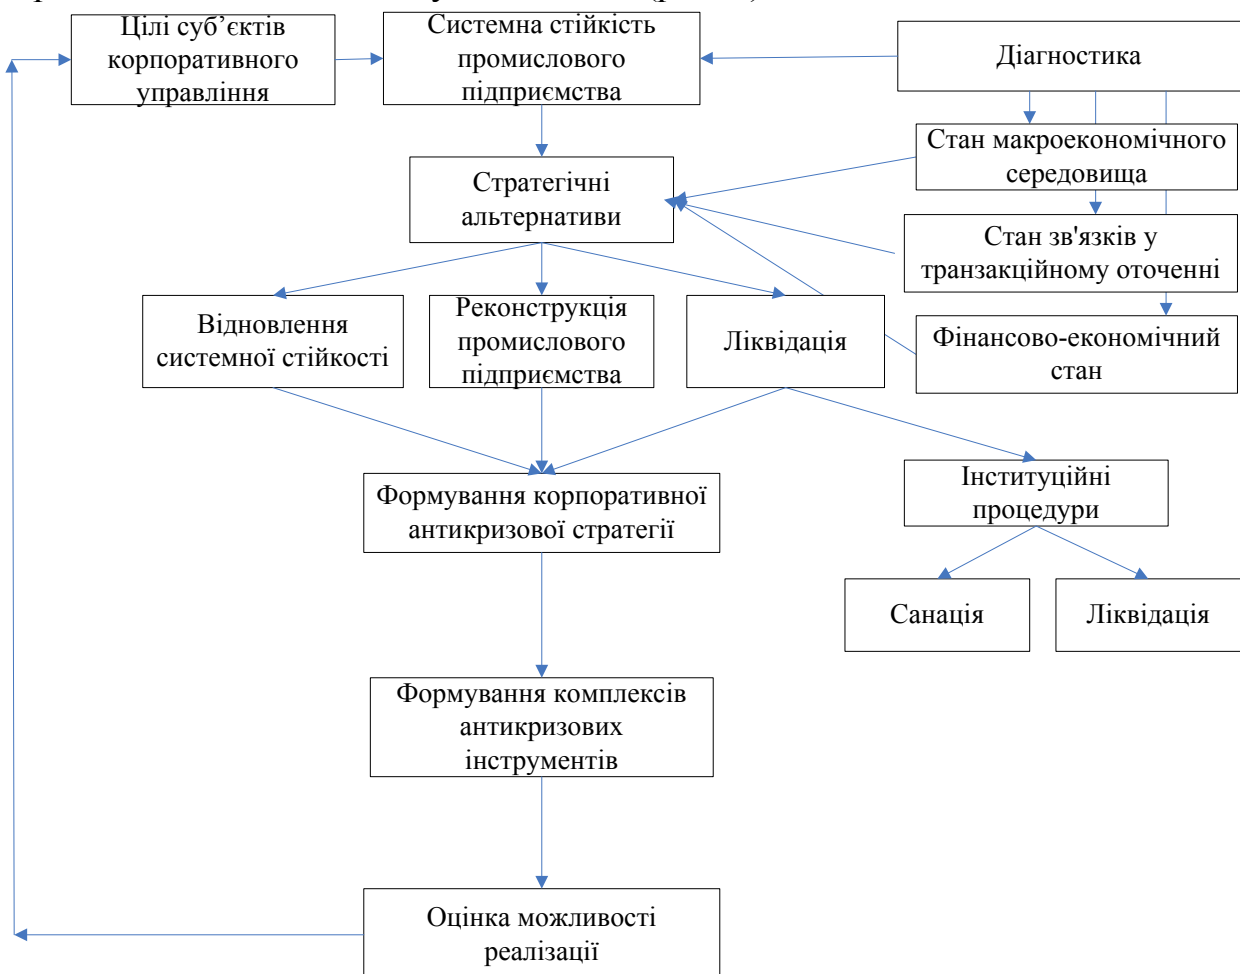 Цілі суб’єктів
корпоративного
управління
Системна стійкість
промислового
підприємства
Діагностика
Стан макроекономічного
середовища
Стратегічні
альтернативи
Стан зв'язків у
транзакційному оточенні
Відновлення
системної стійкості
Реконструкція
промислового
підприємства
Ліквідація
Фінансово-економічний
стан
Формування корпоративної
антикризової стратегії
Інституційні
процедури
Санація
Ліквідація
Формування комплексів
антикризових
інструментів
Оцінка можливості
реалізації